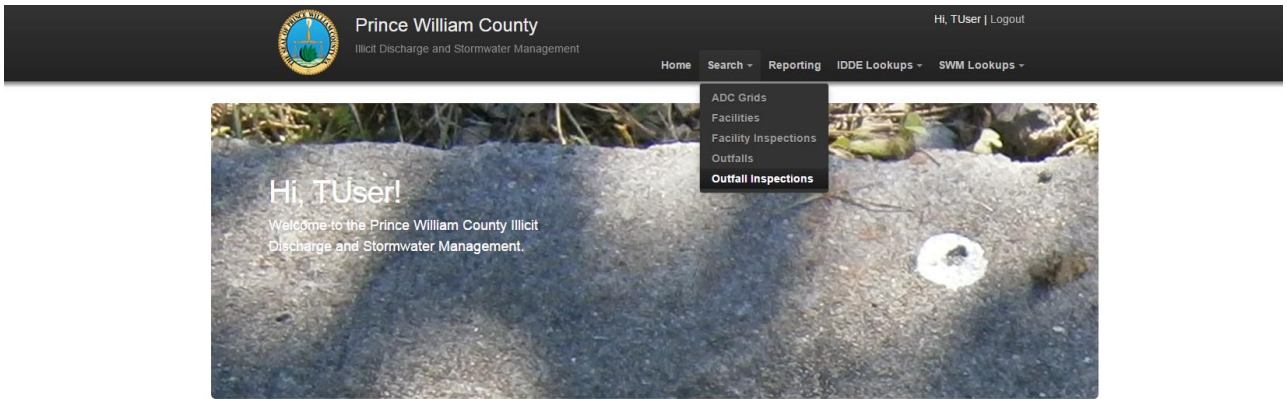 Prince William County
Illicit Discharge and Stormwater Management
Hi, TUser | Logout
Home Search Reporting IDDE Lookups SWM Lookups
ADC Grids
Facilities
Facility Inspections
Outfalls
Outfall Inspections
Hi, TUser!
Welcome to the Prince William County Illicit
Discharge and Stormwater Management.